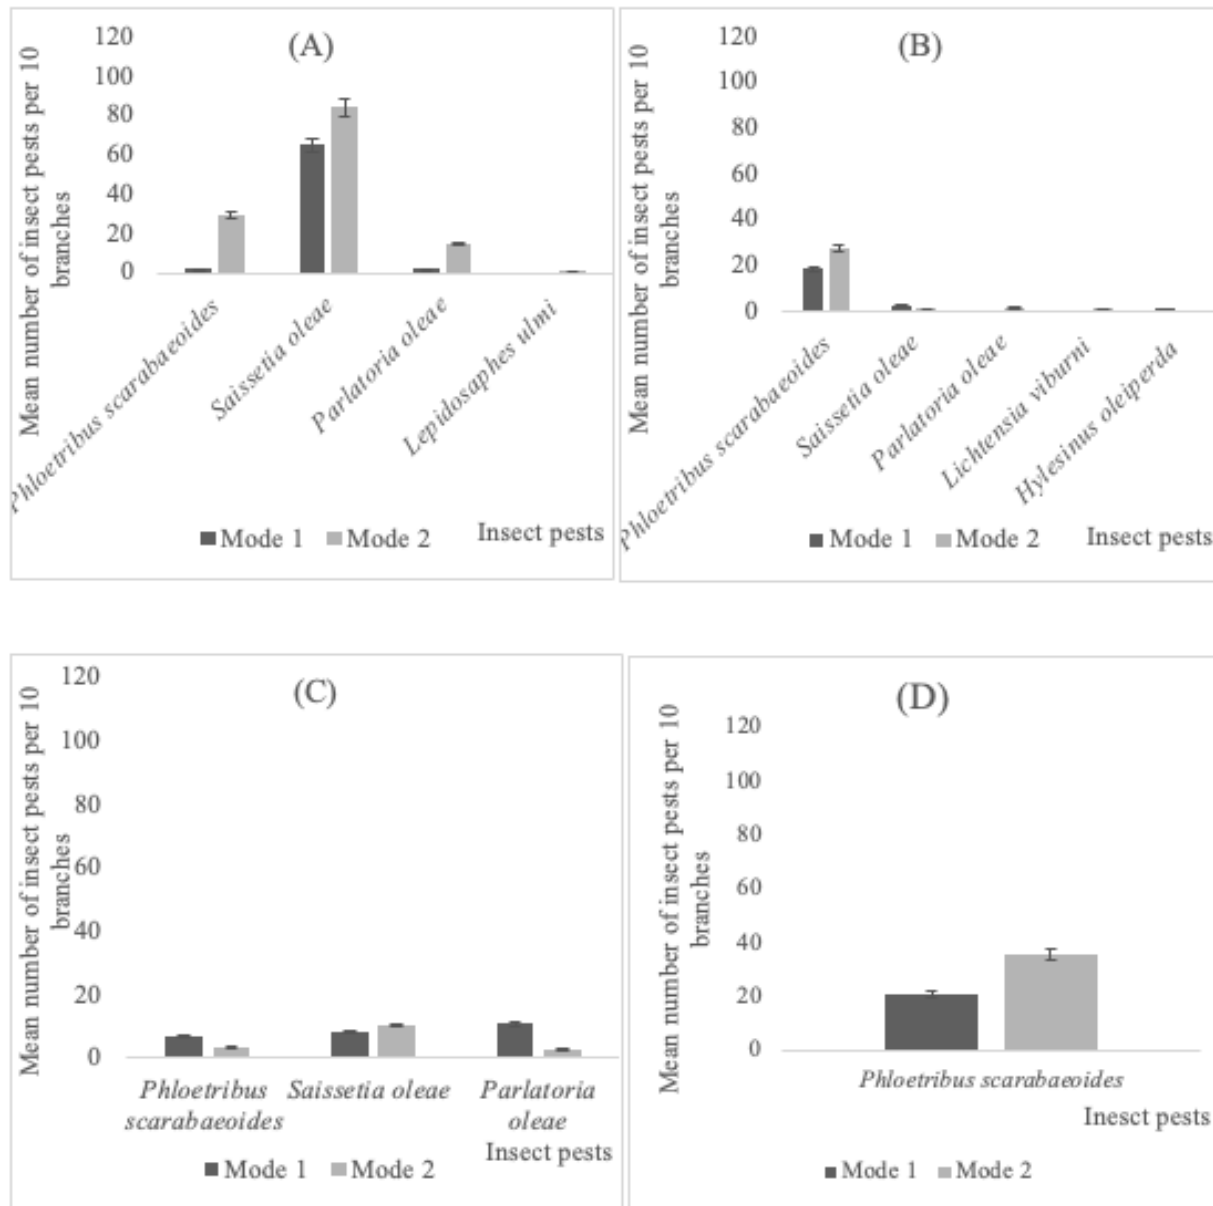 (A)
Mean number of insect pests per 10
branches
120
100
80
60
40
20
0
Phloetribus scarabaeoides
Saissetia oleae
Parlatoria oleae
Lepidosaphes ulmi
Mode 1 Mode 2
Insect pests
(B)
Mean number of insect pests per 10
branches
120
100
80
60
40
20
0
Phloetribus scarabaeoides
Saissetia oleae
Parlatoria oleae
Lichtensia viburni
Hylesinus oleiperda
Mode 1 Mode 2
Insect pests
(C)
Mean number of insect pests per 10
branches
120
100
80
60
40
20
0
Phloetribus
scarabaeoides
Saissetia oleae
Parlatoria
oleae
Insect pests
Mode 1 Mode 2
(D)
Mean number of insect pests per 10
branches
120
100
80
60
40
20
0
Phloetribus scarabaeoides
Inesct pests
Mode 1 Mode 2